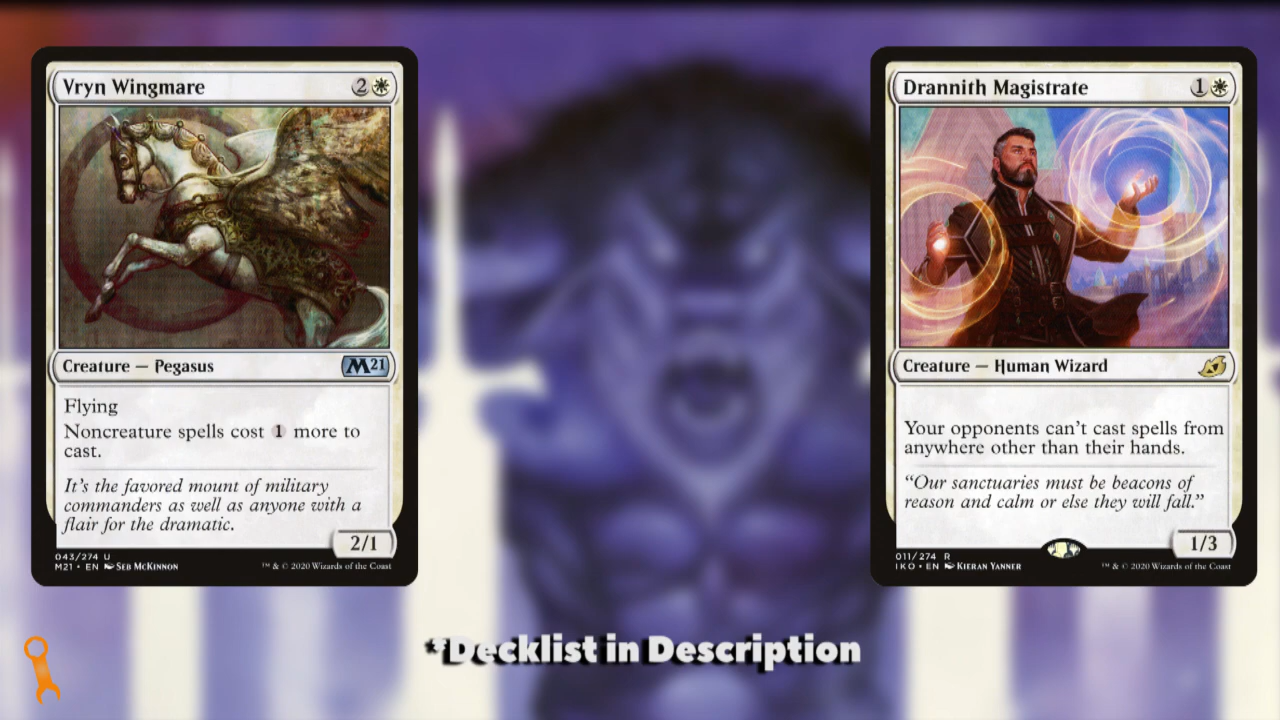 Vryn Wingmare 2
Creature — Pegasus M21
Flying
Noncreature spells cost 1 more to
cast.
It's the favored mount of military
commanders as well as anyone with a
flair for the dramatic.
2/1
043/274 U
M21 • EN Seb McKinnon
™ & © 2020 Wizards of the Coast
Drannith Magistrate 1
Creature — Human Wizard
Your opponents can't cast spells from
anywhere other than their hands.
“Our sanctuaries must be beacons of
reason and calm or else they will fall.”
1/3
011/274 R
IKO • EN Kieran Yanner
™ & © 2020 Wizards of the Coast
*Decklist in Description